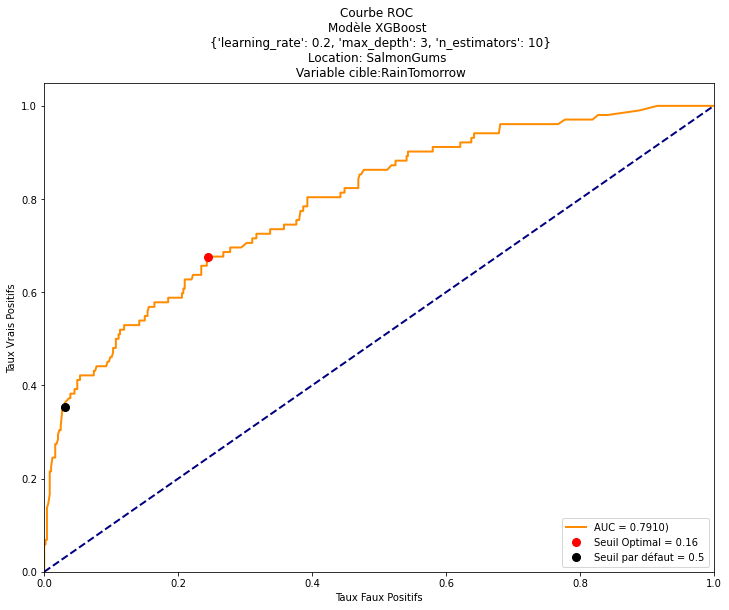 Courbe ROC
Modèle XGBoost
{'learning_rate': 0.2, 'max_depth': 3, 'n_estimators': 10}
Location: SalmonGums
Variable cible:RainTomorrow
1.0
0.8
0.6
0.4
0.2
0.0
Taux Vrais Positifs
AUC = 0.7910)
Seuil Optimal = 0.16
Seuil par défaut = 0.5
0.0 0.2 0.4 0.6 0.8 1.0
Taux Faux Positifs